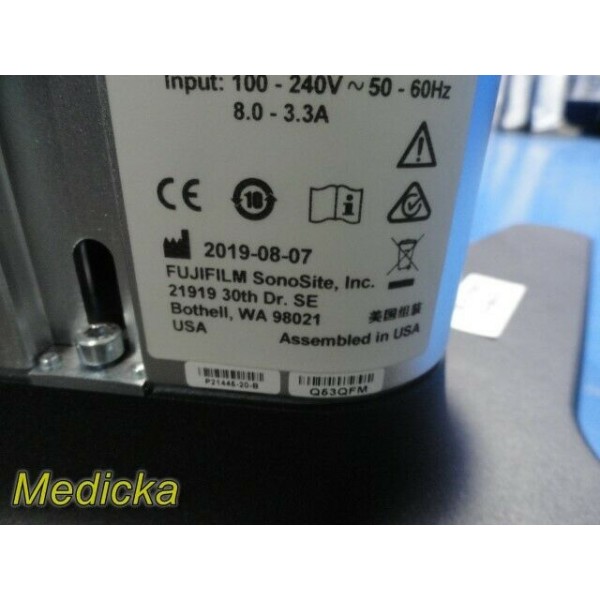 Input: 100 - 240V ~ 50 - 60Hz
8.0 - 3.3A
CE
10
i
2019-08-07
FUJIFILM SonoSite, Inc.
21919 30th Dr. SE
Bothell, WA 98021
USA
美国组装
Assembled in USA
P21446-20-B
Q53QFM
Medicka